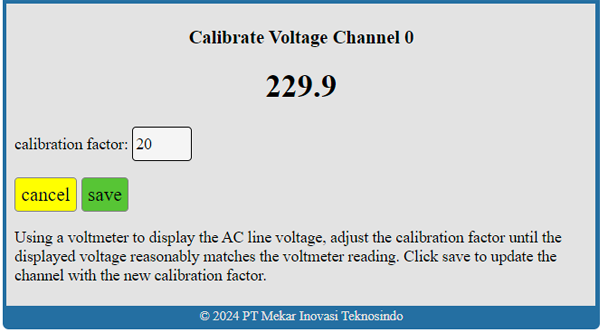 Calibrate Voltage Channel 0
229.9
calibration factor: 20
cancel save
Using a voltmeter to display the AC line voltage, adjust the calibration factor until the
displayed voltage reasonably matches the voltmeter reading. Click save to update the
channel with the new calibration factor.
© 2024 PT Mekar Inovasi Teknosindo